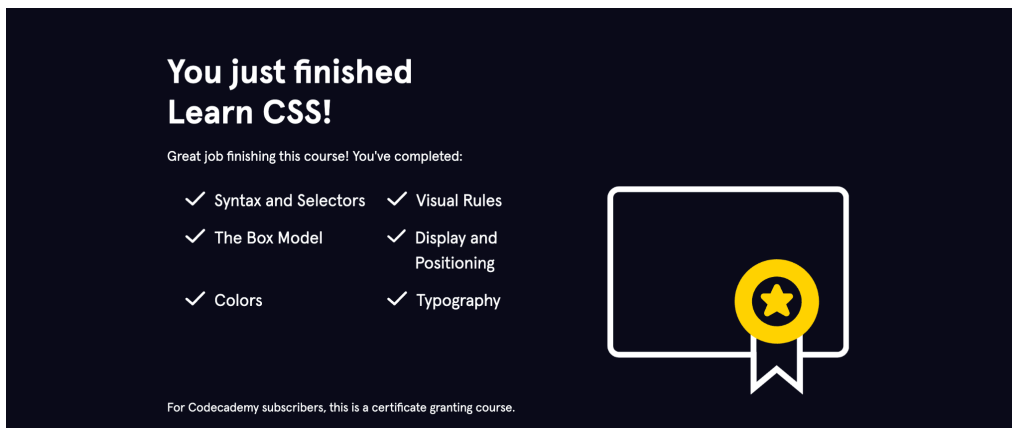 You just finished
Learn CSS!
Great job finishing this course! You've completed:
Syntax and Selectors
Visual Rules
The Box Model
Display and
Positioning
Colors
Typography
For Codecademy subscribers, this is a certificate granting course.